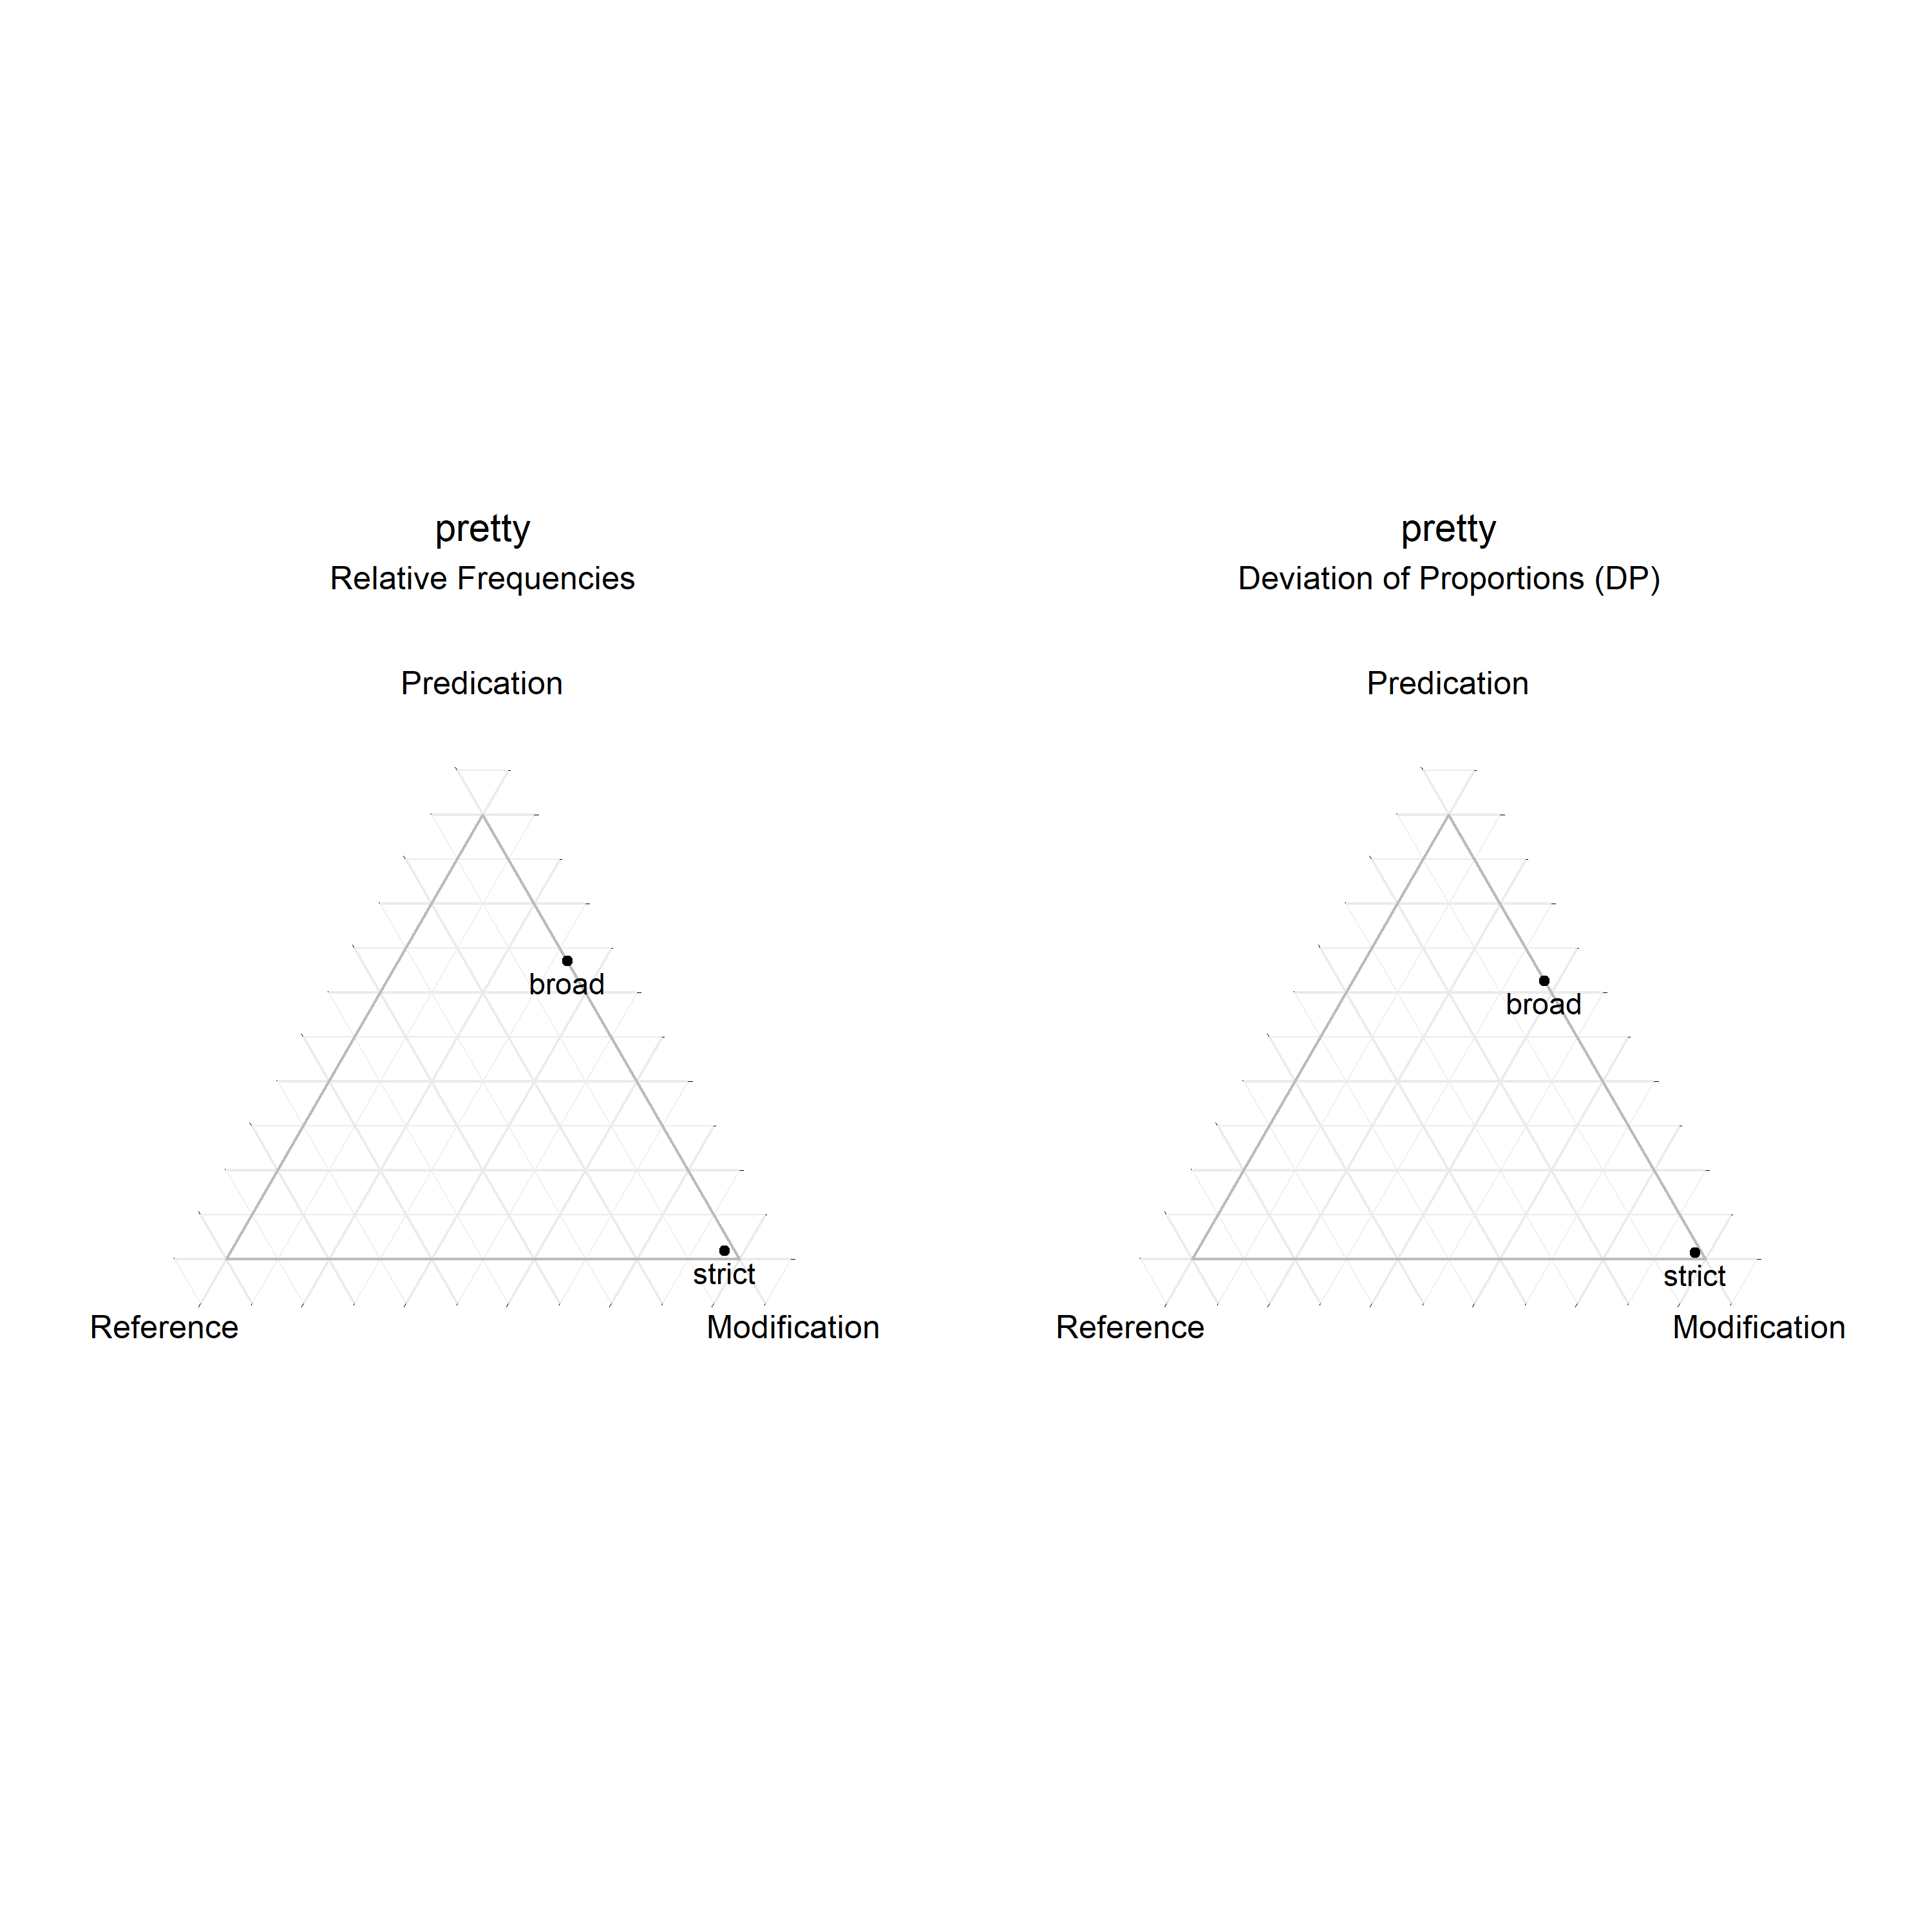 pretty
Relative Frequencies
Predication
broad
strict
Reference
Modification
pretty
Deviation of Proportions (DP)
Predication
broad
strict
Reference
Modification